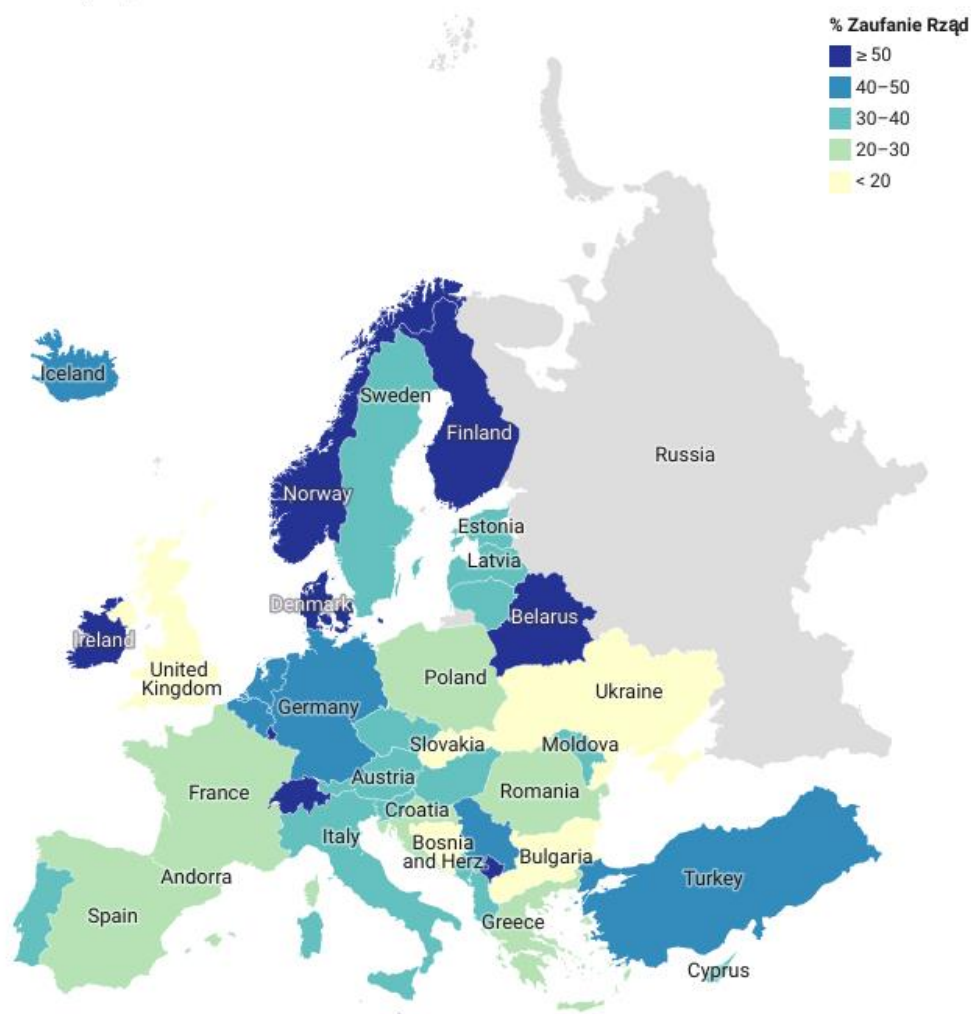 % Zaufanie Rząd
≥ 50
40–50
30–40
20–30
< 20
Iceland
Sweden
Finland
Norway
Russia
Estonia
Latvia
Denmark
Belarus
Ireland
United
Kingdom
Poland
Ukraine
Germany
Slovakia
Moldova
Austria
France
Romania
Croatia
Italy
Bosnia
and Herz.
Bulgaria
Andorra
Turkey
Spain
Greece
Cyprus